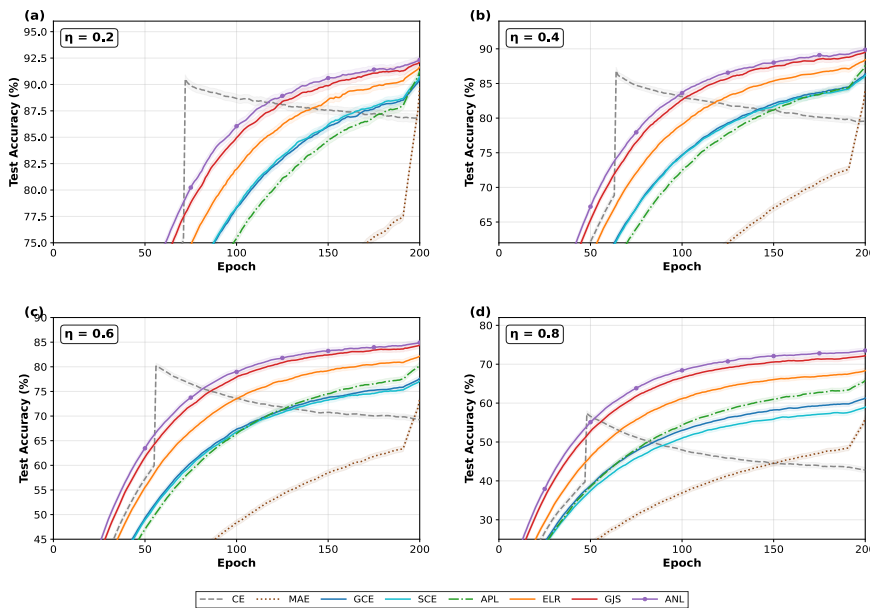 (a)
η = 0.2
95.0
92.5
90.0
87.5
85.0
82.5
80.0
77.5
75.0
0 50 100 150 200
Test Accuracy (%)
Epoch
(b)
η = 0.4
90
85
80
75
70
65
0 50 100 150 200
Test Accuracy (%)
Epoch
(c)
η = 0.6
90
85
80
75
70
65
60
55
50
45
0 50 100 150 200
Test Accuracy (%)
Epoch
(d)
η = 0.8
80
70
60
50
40
30
0 50 100 150 200
Test Accuracy (%)
Epoch
CE MAE GCE SCE APL ELR GJS ANL